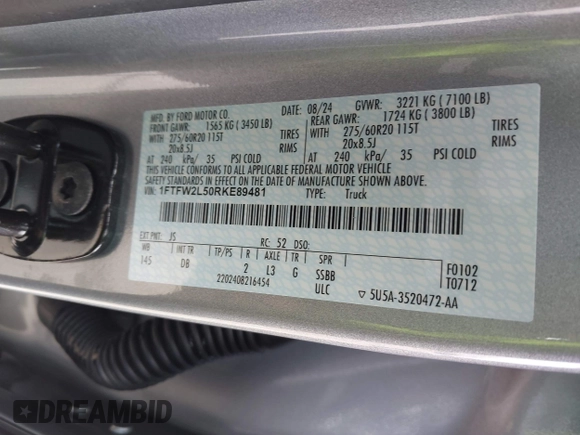 MFD. BY FORD MOTOR CO.
DATE: 08/24 GVWR: 3221 KG ( 7100 LB)
FRONT GAWR: 1565 KG ( 3450 LB)
REAR GAWR: 1724 KG ( 3800 LB)
WITH 275/60R20 115T TIRES
WITH 275/60R20 115T TIRES
20x8.5J RIMS
20x8.5J RIMS
AT 240 kPa/ 35 PSI COLD
AT 240 kPa/ 35 PSI COLD
THIS VEHICLE CONFORMS TO ALL APPLICABLE FEDERAL MOTOR VEHICLE
SAFETY STANDARDS IN EFFECT ON THE DATE OF MANUFACTURE SHOWN ABOVE.
VIN: 1FTFW2L50RKE89481 TYPE: Truck
EXT PNT: JS RC: 52 DSO:
WB INT TR TP/PS R AXLE TR SPR
145 DB 2 L3 G SSBB
2202408216454 ULC
F0102
T0712
▽ 5U5A-3520472-AA
DREAMBID